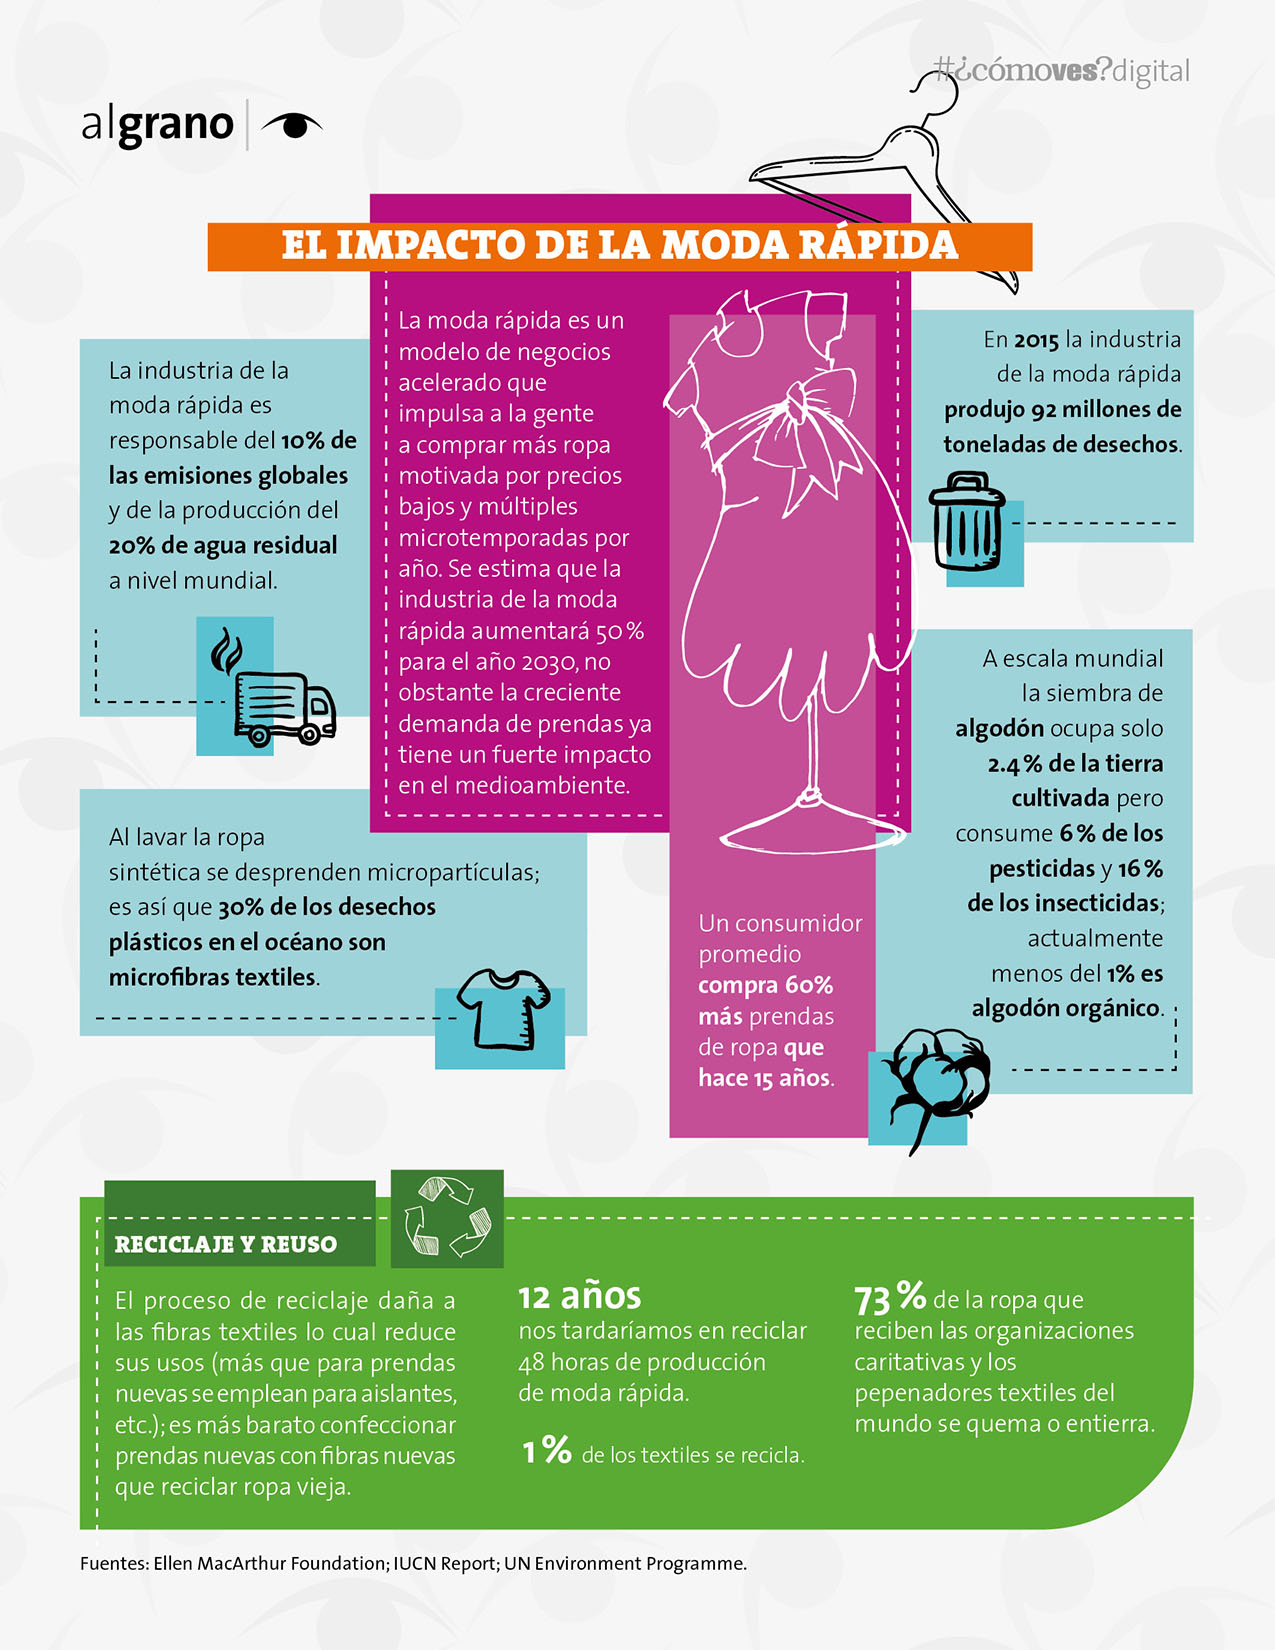 #¿cómoves?digital
algrano
EL IMPACTO DE LA MODA RÁPIDA
La moda rápida es un
modelo de negocios
acelerado que
impulsa a la gente
a comprar más ropa
motivada por precios
bajos y múltiples
microtemporadas por
año. Se estima que la
industria de la moda
rápida aumentará 50%
para el año 2030, no
obstante la creciente
demanda de prendas ya
tiene un fuerte impacto
en el medioambiente.
La industria de la
moda rápida es
responsable del 10% de
las emisiones globales
y de la producción del
20% de agua residual
a nivel mundial.
En 2015 la industria
de la moda rápida
produjo 92 millones de
toneladas de desechos.
A escala mundial
la siembra de
algodón ocupa solo
2.4% de la tierra
cultivada pero
consume 6% de los
pesticidas y 16%
de los insecticidas;
actualmente
menos del 1% es
algodón orgánico.
Al lavar la ropa
sintética se desprenden micropartículas;
es así que 30% de los desechos
plásticos en el océano son
microfibras textiles.
Un consumidor
promedio
compra 60%
más prendas
de ropa que
hace 15 años.
RECICLAJE Y REUSO
El proceso de reciclaje daña a
las fibras textiles lo cual reduce
sus usos (más que para prendas
nuevas se emplean para aislantes,
etc.); es más barato confeccionar
prendas nuevas con fibras nuevas
que reciclar ropa vieja.
12 años
nos tardaríamos en reciclar
48 horas de producción
de moda rápida.
1% de los textiles se recicla.
73% de la ropa que
reciben las organizaciones
caritativas y los
pepenadores textiles del
mundo se quema o entierra.
Fuentes: Ellen MacArthur Foundation; IUCN Report; UN Environment Programme.